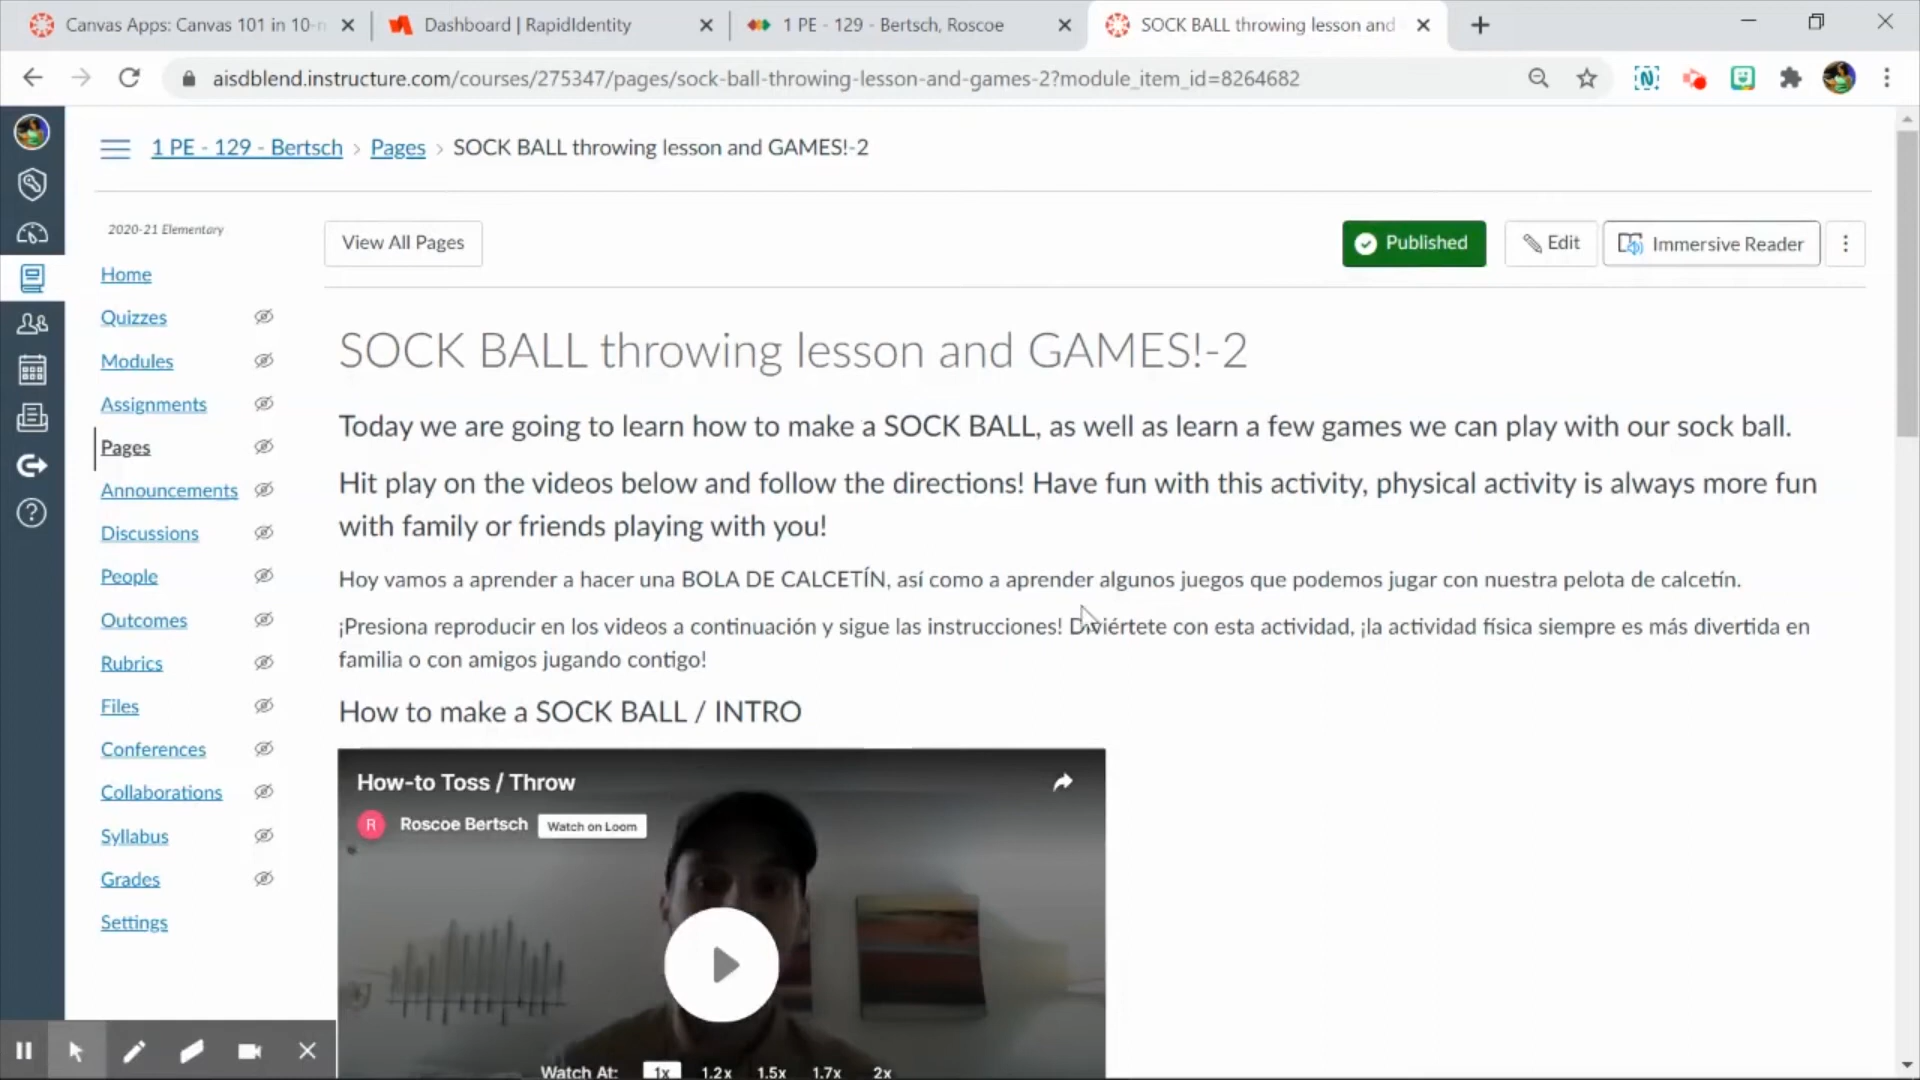 Canvas Apps: Canvas 101 in 10-
Dashboard | RapidIdentity
1 PE - 129 - Bertsch, Roscoe
SOCK BALL throwing lesson and
aisdblend.instructure.com/courses/275347/pages/sock-ball-throwing-lesson-and-games-2?module_item_id=8264682
1 PE - 129 - Bertsch > Pages > SOCK BALL throwing lesson and GAMES!-2
2020-21 Elementary
Home
Quizzes
Modules
Assignments
Pages
Announcements
Discussions
People
Outcomes
Rubrics
Files
Conferences
Collaborations
Syllabus
Grades
Settings
View All Pages
Published
Edit
Immersive Reader
SOCK BALL throwing lesson and GAMES!-2
Today we are going to learn how to make a SOCK BALL, as well as learn a few games we can play with our sock ball.
Hit play on the videos below and follow the directions! Have fun with this activity, physical activity is always more fun
with family or friends playing with you!
Hoy vamos a aprender a hacer una BOLA DE CALCETÍN, así como a aprender algunos juegos que podemos jugar con nuestra pelota de calcetín.
¡Presiona reproducir en los videos a continuación y sigue las instrucciones! Diviértete con esta actividad, ¡la actividad física siempre es más divertida en
familia o con amigos jugando contigo!
How to make a SOCK BALL / INTRO
How-to Toss / Throw
R
Roscoe Bertsch
Watch on Loom
Watch At: 1x 1.2x 1.5x 1.7x 2x